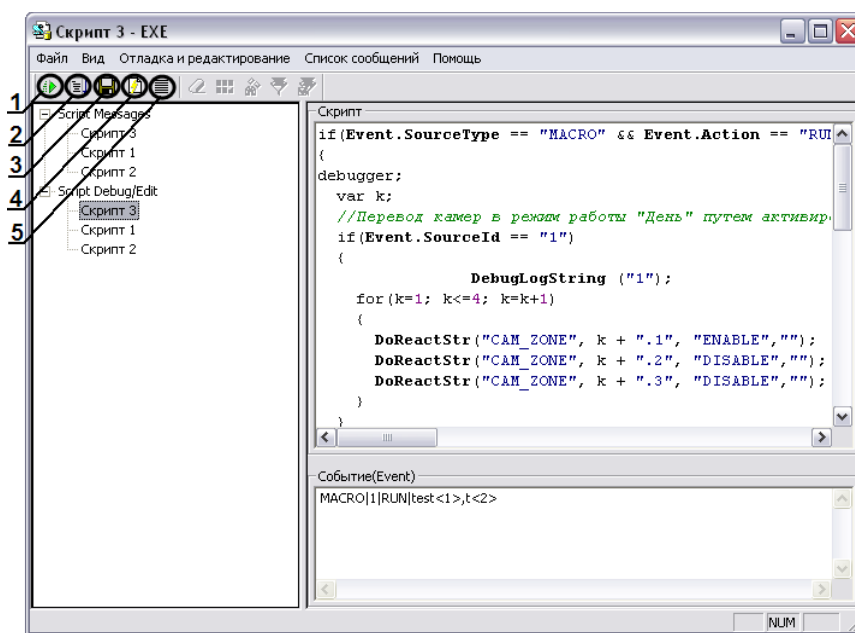 Скрипт 3 - EXE
Файл Вид Отладка и редактирование Список сообщений Помощь
1
2
3
4
5
Script Messages
Скрипт 3
Скрипт 1
Скрипт 2
Script Debug/Edit
Скрипт 3
Скрипт 1
Скрипт 2
Скрипт
if(Event.SourceType == "MACRO" && Event.Action == "RUI
{
debugger;
var k;
//Перевод камер в режим работы "День" путем активир
if(Event.SourceId == "1")
{
DebugLogString ("1");
for(k=1; k<=4; k=k+1)
{
DoReactStr("CAM_ZONE", k + ".1", "ENABLE","");
DoReactStr("CAM_ZONE", k + ".2", "DISABLE","");
DoReactStr("CAM_ZONE", k + ".3", "DISABLE","");
}
}
Событие(Event)
MACRO|1|RUN|test<1>,t<2>
NUM